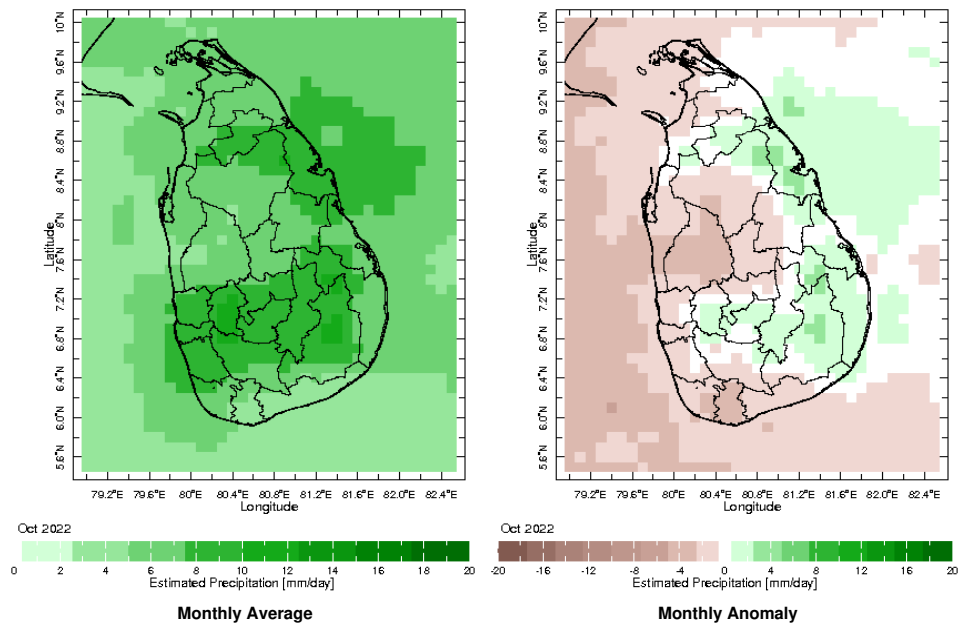 10°N
9.6°N
9.2°N
8.8°N
8.4°N
8°N
7.6°N
7.2°N
6.8°N
6.4°N
6.0°N
5.6°N
Latitude
79.2°E 79.6°E 80°E 80.4°E 80.8°E 81.2°E 81.6°E 82.0°E 82.4°E
Longitude
Oct 2022
0 2 4 6 8 10 12 14 16 18 20
Estimated Precipitation [mm/day]
Monthly Average
10°N
9.6°N
9.2°N
8.8°N
8.4°N
8°N
7.6°N
7.2°N
6.8°N
6.4°N
6.0°N
5.6°N
Latitude
79.2°E 79.6°E 80°E 80.4°E 80.8°E 81.2°E 81.6°E 82.0°E 82.4°E
Longitude
Oct 2022
-20 -16 -12 -8 -4 0 4 8 12 16 20
Estimated Precipitation [mm/day]
Monthly Anomaly